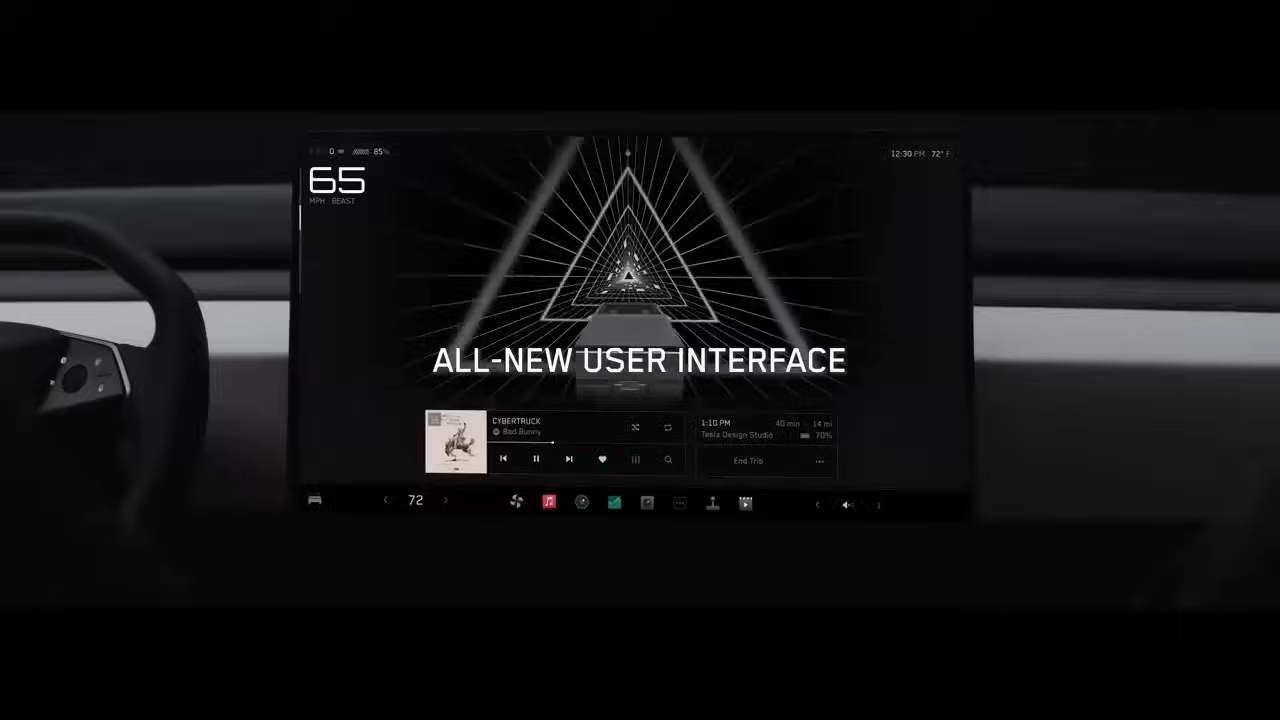 D 85%
12:30 PM 72° F
65
MPH BEAST
ALL-NEW USER INTERFACE
CYBERTRUCK
Bad Bunny
1:10 PM 40 min 14 mi
Tesla Design Studio 70%
End Trip
72